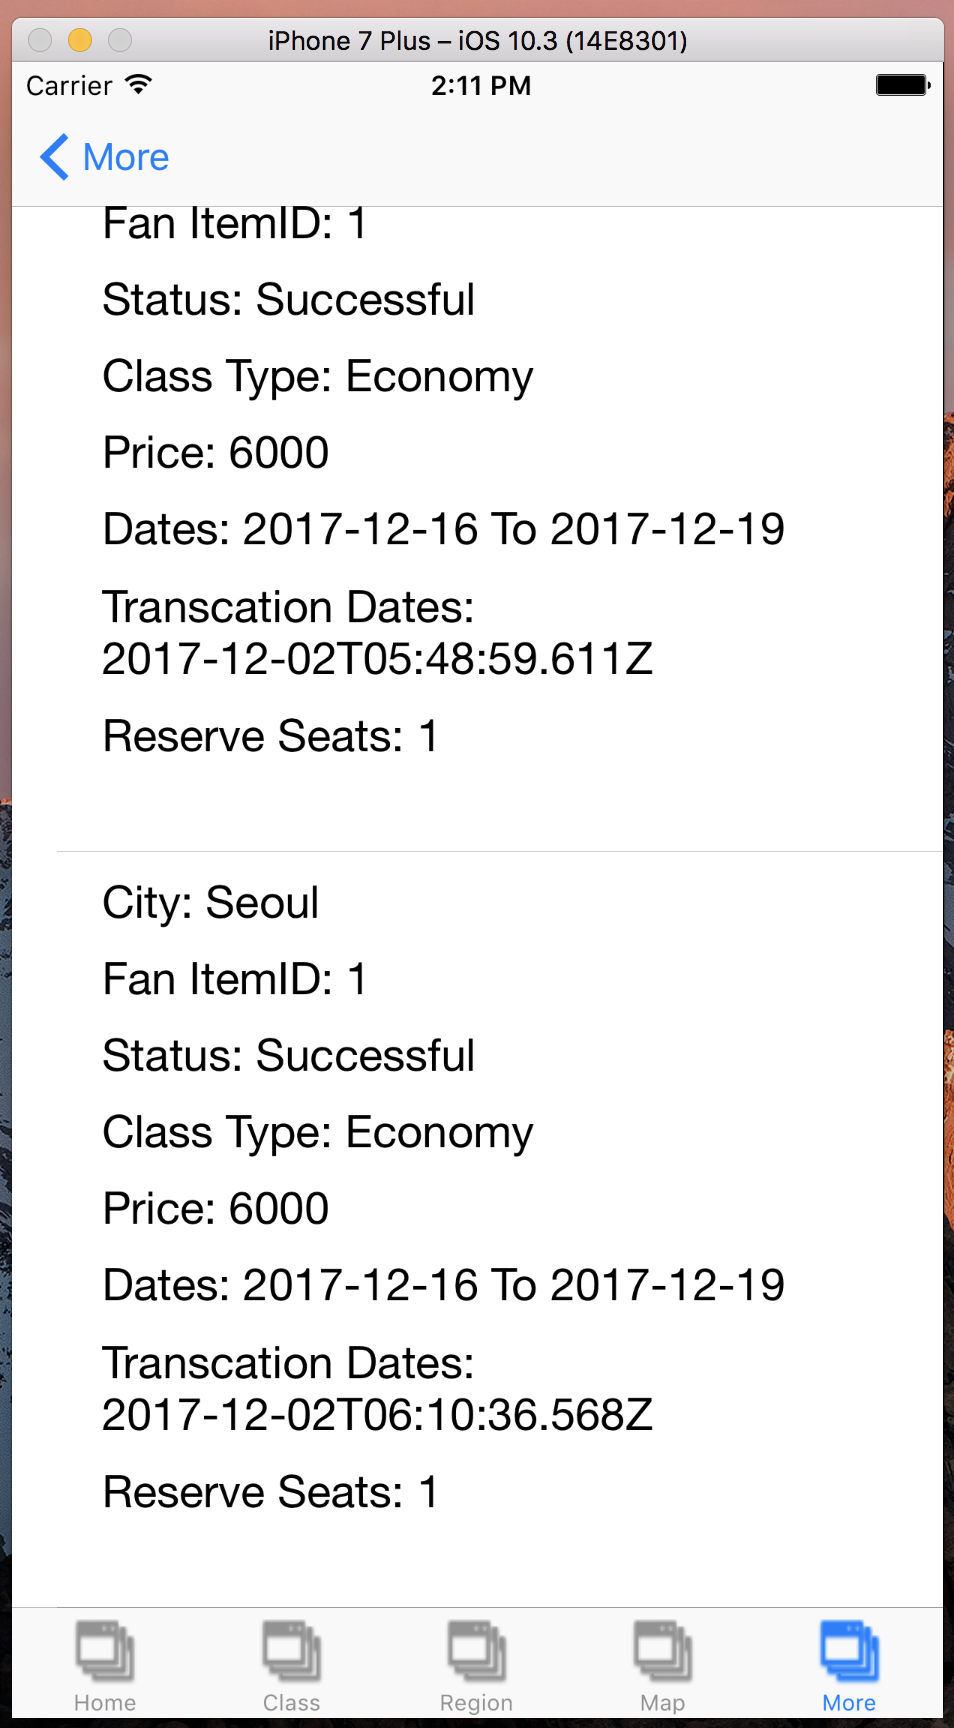 iPhone 7 Plus – iOS 10.3 (14E8301)
Carrier 2:11 PM
More
Fan ItemID: 1
Status: Successful
Class Type: Economy
Price: 6000
Dates: 2017-12-16 To 2017-12-19
Transcation Dates:
2017-12-02T05:48:59.611Z
Reserve Seats: 1
City: Seoul
Fan ItemID: 1
Status: Successful
Class Type: Economy
Price: 6000
Dates: 2017-12-16 To 2017-12-19
Transcation Dates:
2017-12-02T06:10:36.568Z
Reserve Seats: 1
Home Class Region Map More